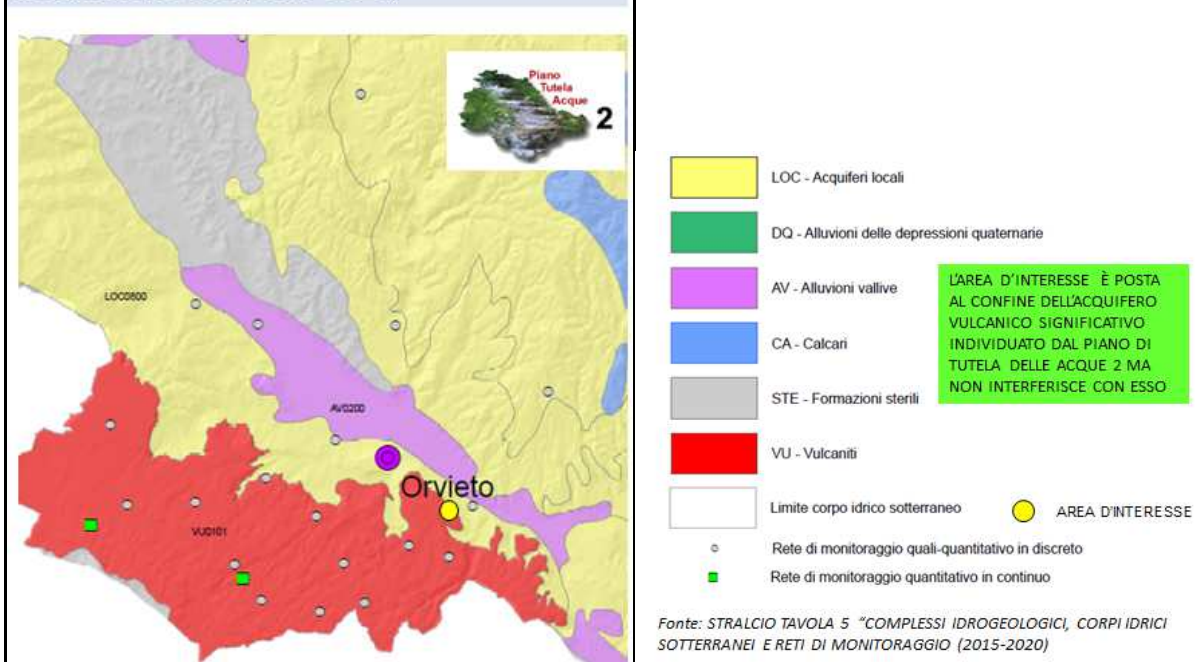 Piano
Tutela
Acque
2
LOC0600
AV0200
Orvieto
VU0101
LOC - Acquiferi locali
DQ - Alluvioni delle depressioni quaternarie
AV - Alluvioni vallive
CA - Calcari
STE - Formazioni sterili
VU - Vulcaniti
Limite corpo idrico sotterraneo
AREA D'INTERESSE
Rete di monitoraggio quali-quantitativo in discreto
Rete di monitoraggio quantitativo in continuo
L'AREA D'INTERESSE È POSTA
AL CONFINE DELL'ACQUIFERO
VULCANICO SIGNIFICATIVO
INDIVIDUATO DAL PIANO DI
TUTELA DELLE ACQUE 2 MA
NON INTERFERISCE CON ESSO
Fonte: STRALCIO TAVOLA 5 "COMPLESSI IDROGEOLOGICI, CORPI IDRICI
SOTTERRANEI E RETI DI MONITORAGGIO (2015-2020)